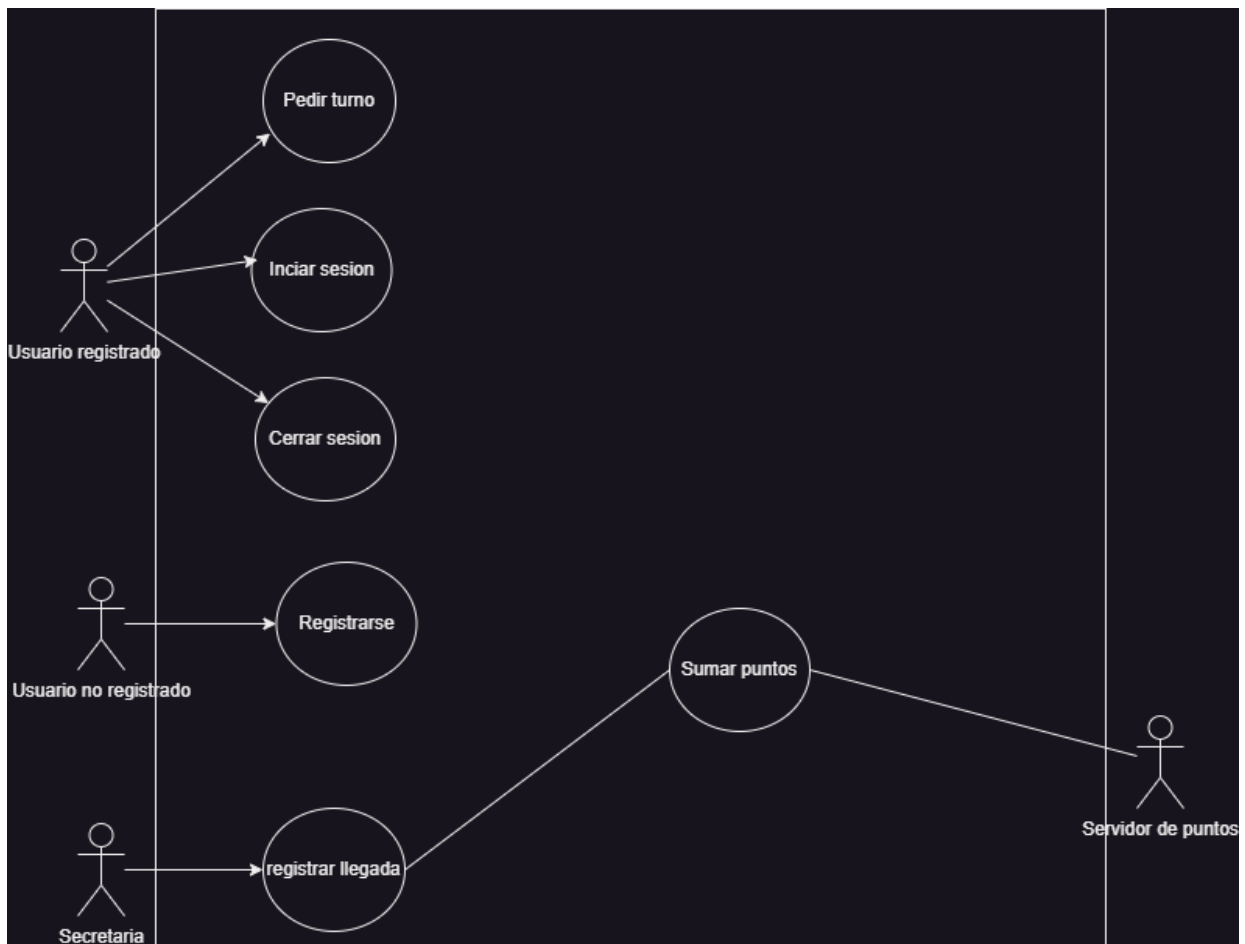 Pedir turno
Inciar sesion
Usuario registrado
Cerrar sesion
Registrarse
Usuario no registrado
Sumar puntos
Servidor de puntos
registrar llegada
Secretaria